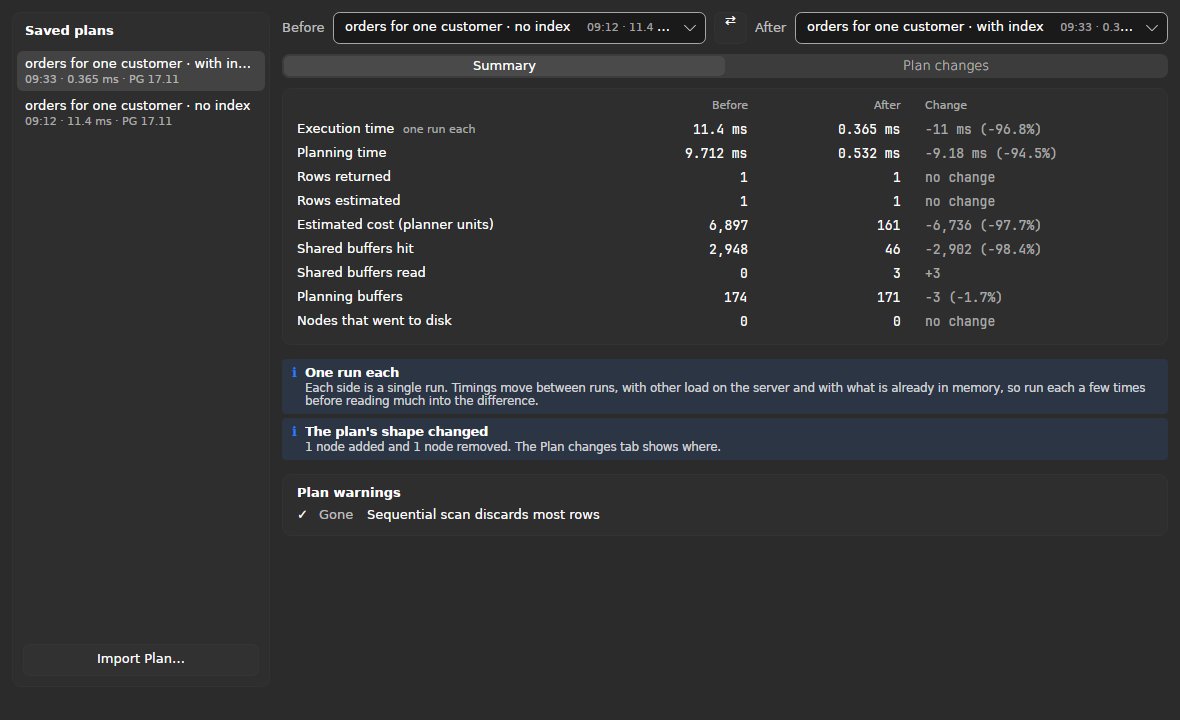 Saved plans
orders for one customer · with in...
09:33 · 0.365 ms · PG 17.11
orders for one customer · no index
09:12 · 11.4 ms · PG 17.11
Import Plan...
Before orders for one customer · no index 09:12 · 11.4 ... ⇄ After orders for one customer · with index 09:33 · 0.3...
Summary Plan changes
Before After Change
Execution time one run each 11.4 ms 0.365 ms -11 ms (-96.8%)
Planning time 9.712 ms 0.532 ms -9.18 ms (-94.5%)
Rows returned 1 1 no change
Rows estimated 1 1 no change
Estimated cost (planner units) 6,897 161 -6,736 (-97.7%)
Shared buffers hit 2,948 46 -2,902 (-98.4%)
Shared buffers read 0 3 +3
Planning buffers 174 171 -3 (-1.7%)
Nodes that went to disk 0 0 no change
i One run each
Each side is a single run. Timings move between runs, with other load on the server and with what is already in memory, so run each a few times
before reading much into the difference.
i The plan's shape changed
1 node added and 1 node removed. The Plan changes tab shows where.
Plan warnings
✓ Gone Sequential scan discards most rows